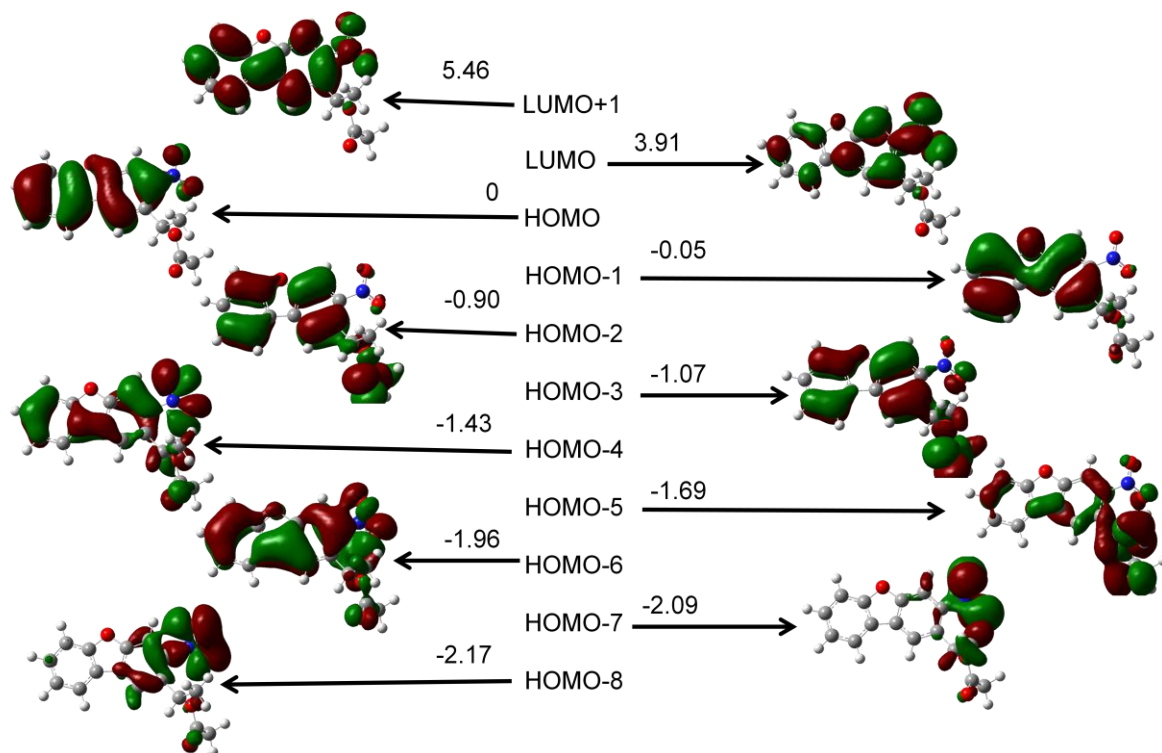 5.46
LUMO+1
LUMO
3.91
0
HOMO
HOMO-1
-0.05
-0.90
HOMO-2
HOMO-3
-1.07
-1.43
HOMO-4
HOMO-5
-1.69
-1.96
HOMO-6
HOMO-7
-2.09
-2.17
HOMO-8